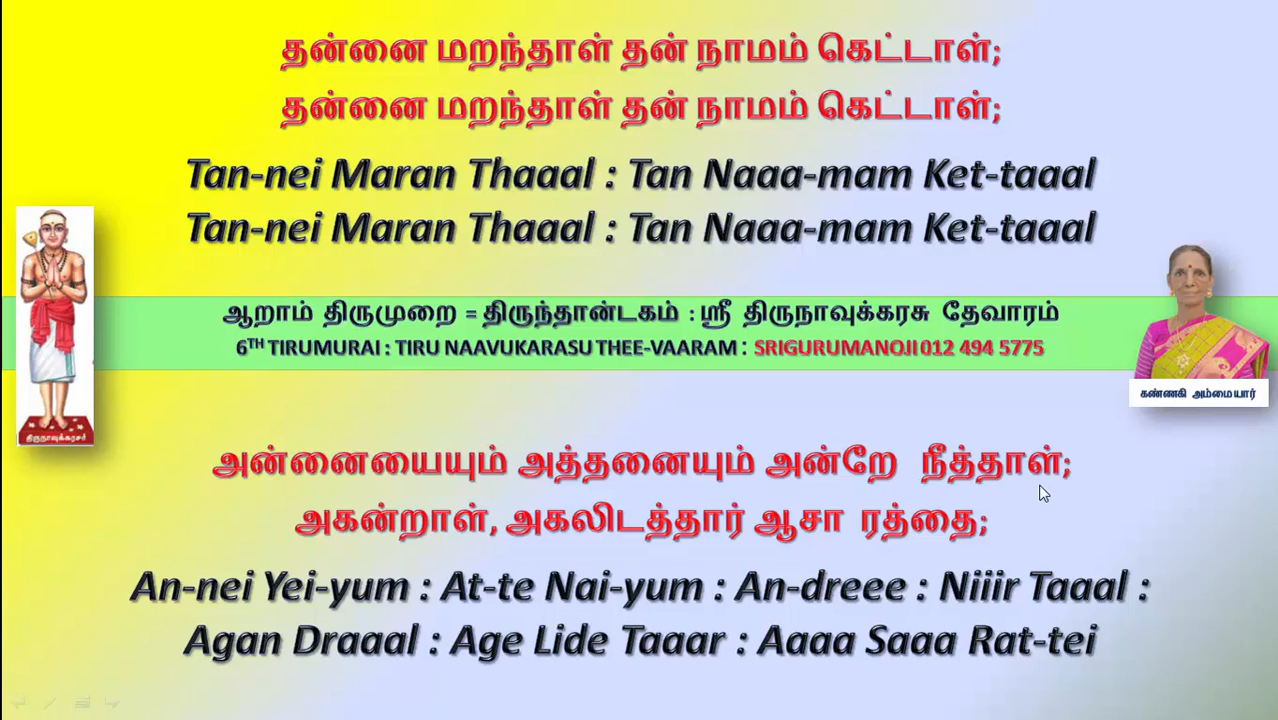 தன்னை மறந்தாள் தன் நாமம் கெட்டாள்;
தன்னை மறந்தாள் தன் நாமம் கெட்டாள்;
Tan-nei Maran Thaaal : Tan Naaa-mam Ket-taaal
Tan-nei Maran Thaaal : Tan Naaa-mam Ket-taaal
ஆறாம் திருமுறை = திருந்தான்டகம் : ஸ்ரீ திருநாவுக்கரசு தேவாரம்
6TH TIRUMURAI : TIRU NAAVUKARASU THEE-VAARAM : SRIGURUMANOJI 012 494 5775
திருநாவுக்கரசர்
கண்ணகி அம்மையார்
அன்னையையும் அத்தனையும் அன்றே நீத்தாள்;
அகன்றாள், அகலிடத்தார் ஆசா ரத்தை;
An-nei Yei-yum : At-te Nai-yum : An-dreee : Niiir Taaal :
Agan Draaal : Age Lide Taaar : Aaaa Saaa Rat-tei